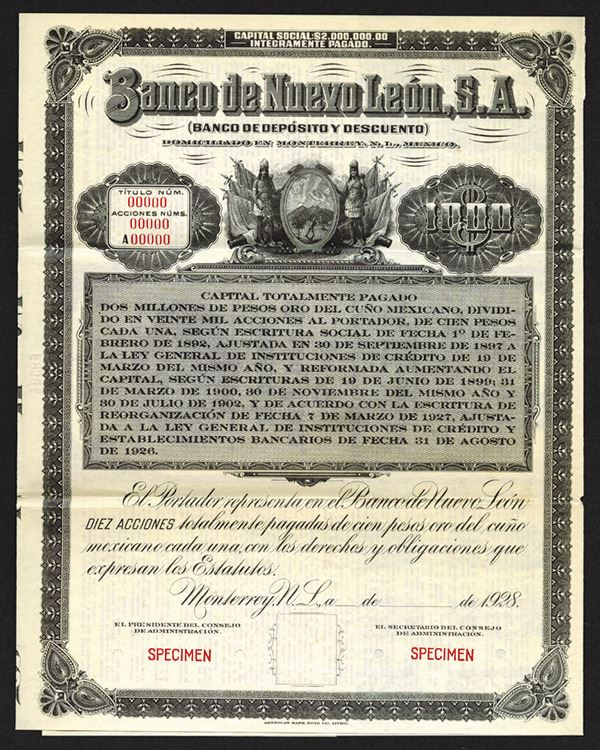 CAPITAL SOCIAL: $2.000,000.00
INTEGRAMENTE PAGADO.
Banco de Nuevo León, S.A.
(BANCO DE DEPÓSITO Y DESCUENTO)
DOMICILIADO EN MONTERREY, N. L., MEXICO.
TÍTULO NÚM.
00000
ACCIONES NÚMS.
00000
A 00000
$1000
CAPITAL TOTALMENTE PAGADO
DOS MILLONES DE PESOS ORO DEL CUÑO MEXICANO, DIVIDI-
DO EN VEINTE MIL ACCIONES AL PORTADOR, DE CIEN PESOS
CADA UNA, SEGÚN ESCRITURA SOCIAL DE FECHA 1º DE FE-
BRERO DE 1892, AJUSTADA EN 30 DE SEPTIEMBRE DE 1897 A
LA LEY GENERAL DE INSTITUCIONES DE CRÉDITO DE 19 DE
MARZO DEL MISMO AÑO, Y REFORMADA AUMENTANDO EL
CAPITAL, SEGÚN ESCRITURAS DE 19 DE JUNIO DE 1899; 31
DE MARZO DE 1900, 30 DE NOVIEMBRE DEL MISMO AÑO Y
30 DE JULIO DE 1902, Y DE ACUERDO CON LA ESCRITURA DE
REORGANIZACIÓN DE FECHA 7 DE MARZO DE 1927, AJUSTA-
DA A LA LEY GENERAL DE INSTITUCIONES DE CRÉDITO Y
ESTABLECIMIENTOS BANCARIOS DE FECHA 31 DE AGOSTO
DE 1926.
El Portador representa en el Banco de Nuevo León
DIEZ ACCIONES totalmente pagadas de cien pesos oro del cuño
mexicano cada una, con los derechos y obligaciones que
expresan los Estatutos.
Monterrey, N. L., a de de 1928.
EL PRESIDENTE DEL CONSEJO
DE ADMINISTRACIÓN.
SPECIMEN
EL SECRETARIO DEL CONSEJO
DE ADMINISTRACIÓN.
SPECIMEN
AMERICAN BANK NOTE CO. LITHO.